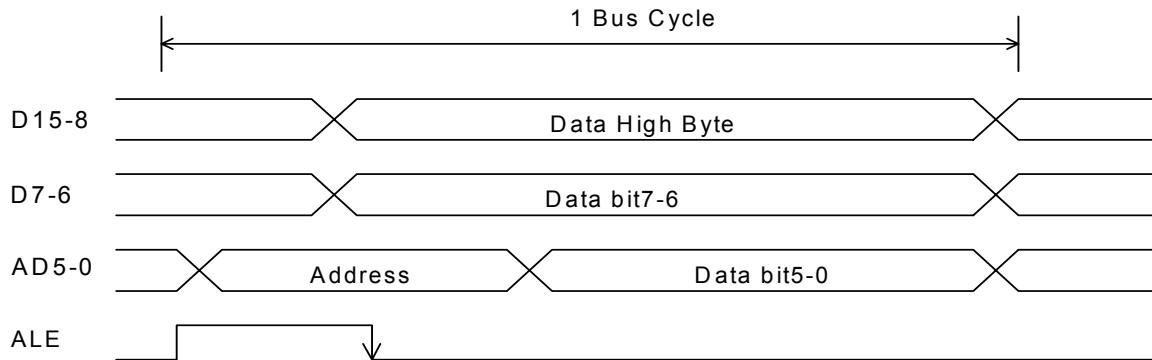 1 Bus Cycle
D15-8
Data High Byte
D7-6
Data bit7-6
AD5-0
Address
Data bit5-0
ALE